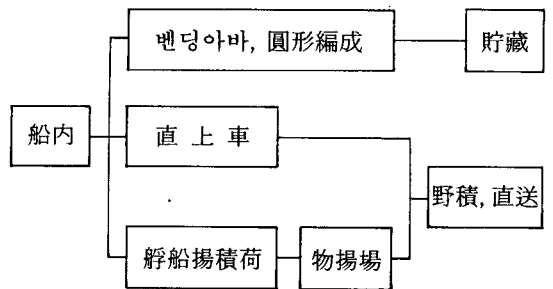 벤딩아바, 圓形編成
貯藏
船内
直上車
野積, 直送
艀船揚積荷
物揚場